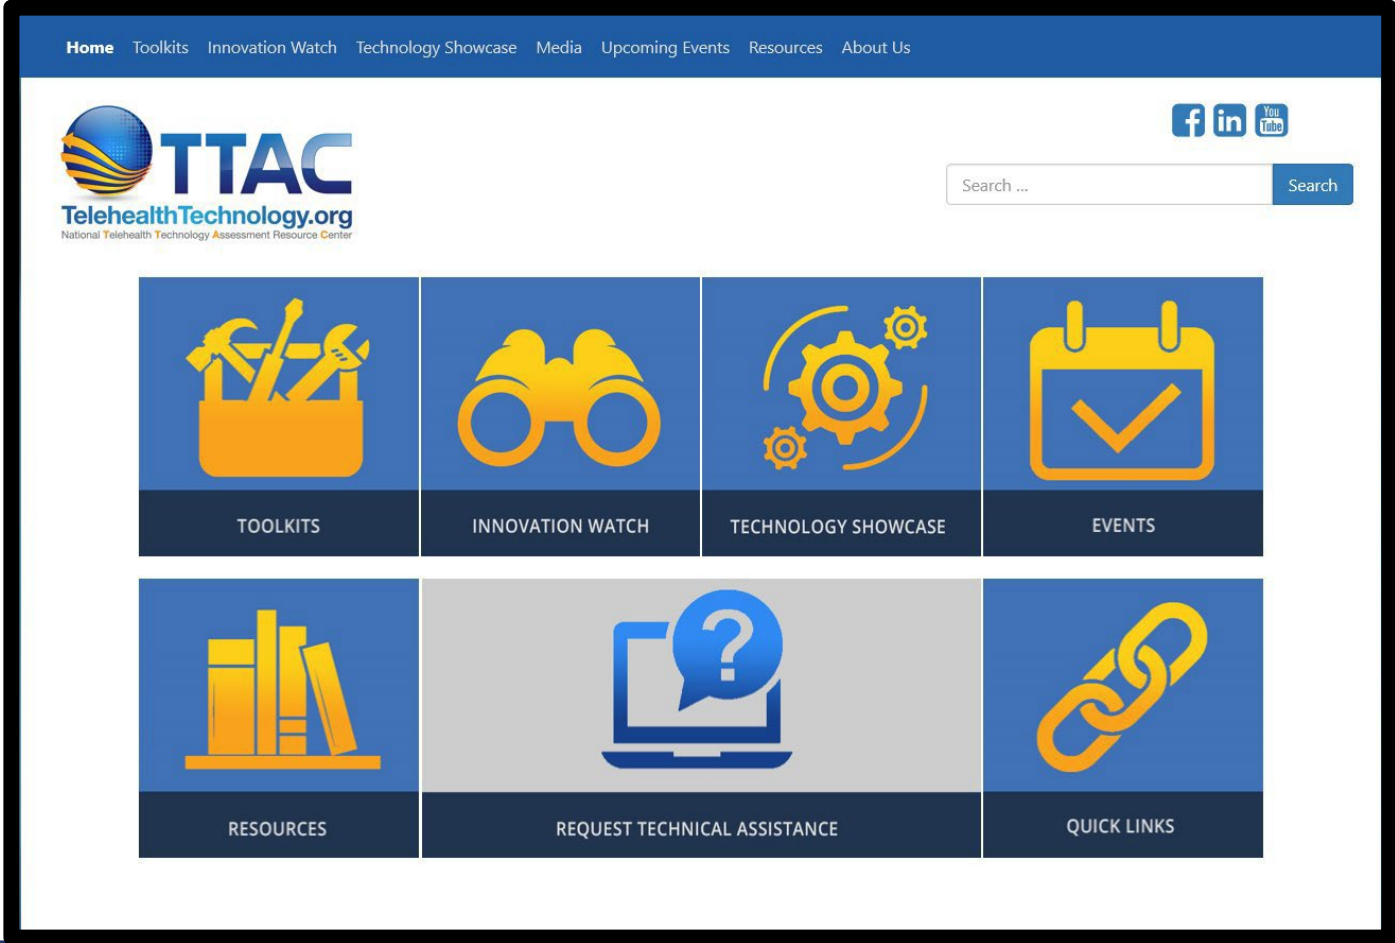 Home Toolkits Innovation Watch Technology Showcase Media Upcoming Events Resources About Us
You
Tube
TTAC
TelehealthTechnology.org
National Telehealth Technology Assessment Resource Center
Search ... Search
TOOLKITS
INNOVATION WATCH
TECHNOLOGY SHOWCASE
EVENTS
RESOURCES
REQUEST TECHNICAL ASSISTANCE
QUICK LINKS